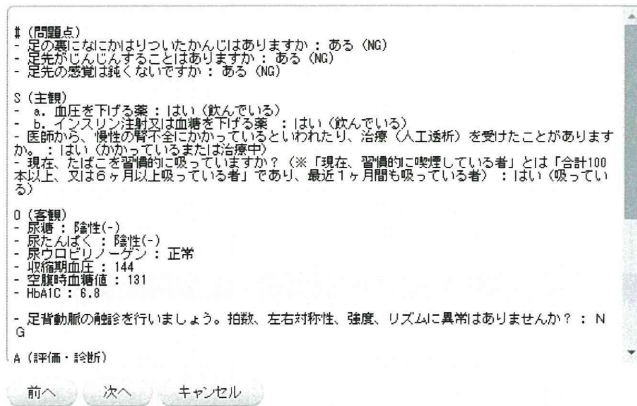 # (問題点)
- 足の裏になにかはりついたかんじはありますか : ある (NG)
- 足先がじんじんすることはありますか : ある (NG)
- 足先の感覚は鈍くないですか : ある (NG)
S (主観)
- a. 血圧を下げる薬 : はい (飲んでいる)
- b. インスリン注射又は血糖を下げる薬 : はい (飲んでいる)
- 医師から、慢性の腎不全にかかっているといわれたり、治療 (人工透析) を受けたことがあります
か。 : はい (かかっているまたは治療中)
- 現在、たばこを習慣的に吸っていますか? (※「現在、習慣的に喫煙している者」とは「合計100
本以上、又は6ヶ月以上吸っている者」であり、最近1ヶ月間も吸っている者) : はい (吸ってい
る)
O (客観)
- 尿糖 : 陰性(-)
- 尿たんぱく : 陰性(-)
- 尿ウロビリノーゲン : 正常
- 収縮期血圧 : 144
- 空腹時血糖値 : 131
- HbA1C : 6.8
- 足背動脈の触診を行いましょう。拍数、左右対称性、強度、リズムに異常はありませんか? : N
G
A (評価・診断)
前へ 次へ キャンセル